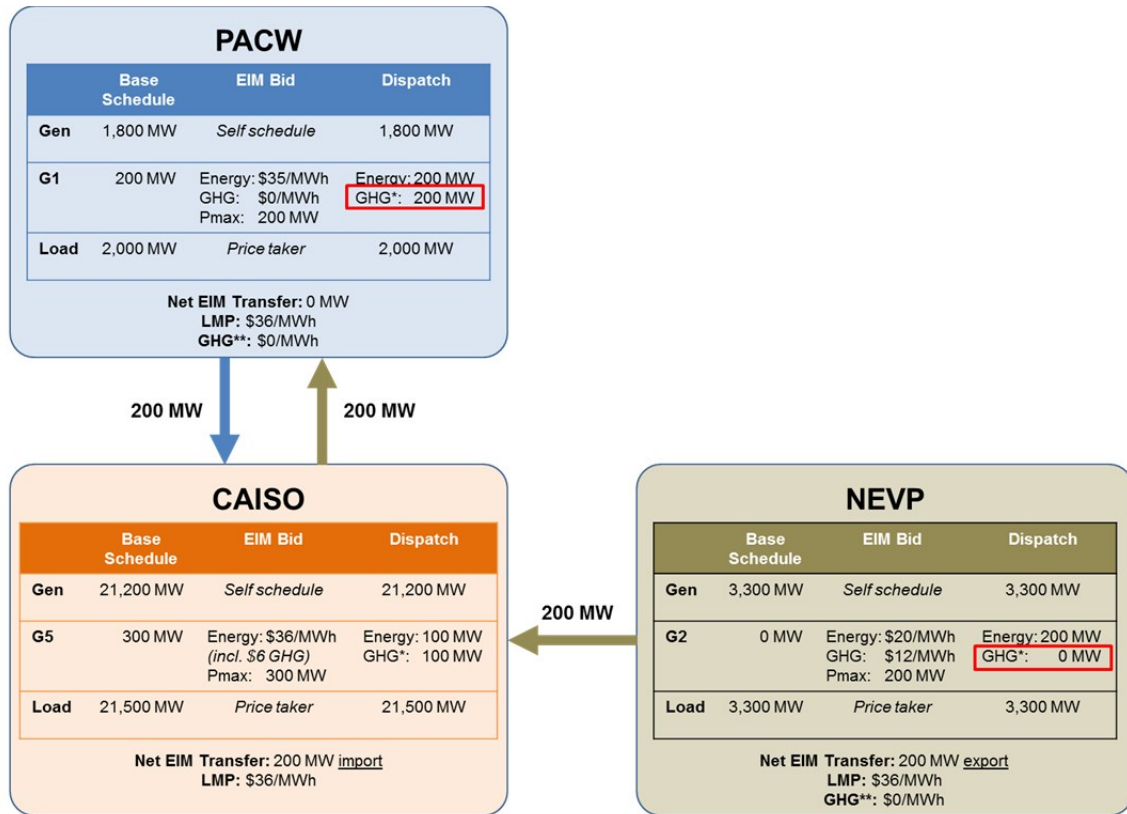 PACW
Base Schedule EIM Bid Dispatch
Gen 1,800 MW Self schedule 1,800 MW
G1 200 MW Energy: $35/MWh Energy: 200 MW
GHG: $0/MWh GHG*: 200 MW
Pmax: 200 MW
Load 2,000 MW Price taker 2,000 MW
Net EIM Transfer: 0 MW
LMP: $36/MWh
GHG**: $0/MWh
200 MW 200 MW
CAISO
Base Schedule EIM Bid Dispatch
Gen 21,200 MW Self schedule 21,200 MW
G5 300 MW Energy: $36/MWh Energy: 100 MW
(incl. $6 GHG) GHG*: 100 MW
Pmax: 300 MW
Load 21,500 MW Price taker 21,500 MW
Net EIM Transfer: 200 MW import
LMP: $36/MWh
200 MW
NEVP
Base Schedule EIM Bid Dispatch
Gen 3,300 MW Self schedule 3,300 MW
G2 0 MW Energy: $20/MWh Energy: 200 MW
GHG: $12/MWh GHG*: 0 MW
Pmax: 200 MW
Load 3,300 MW Price taker 3,300 MW
Net EIM Transfer: 200 MW export
LMP: $36/MWh
GHG**: $0/MWh